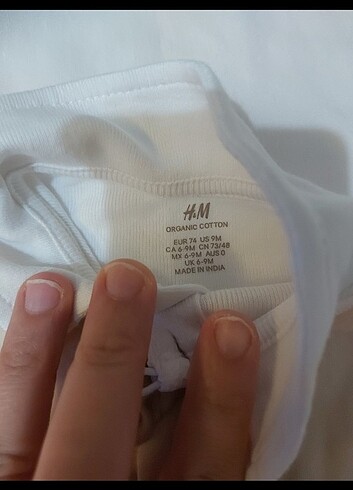 H&M
ORGANIC COTTON
EUR 74 US 9M
CA 6-9M CN 73/48
MX 6-9M AUS 0
UK 6-9M
MADE IN INDIA